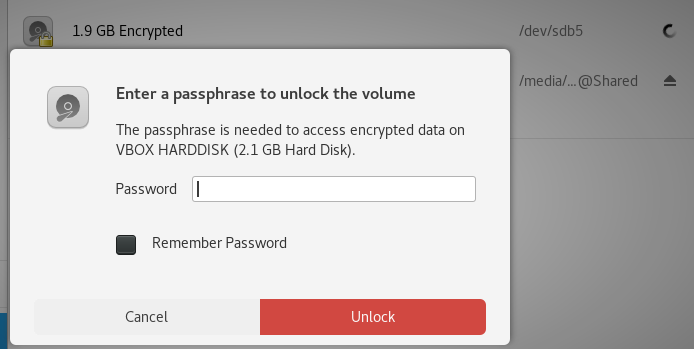 1.9 GB Encrypted /dev/sdb5
/media/...@Shared
Enter a passphrase to unlock the volume
The passphrase is needed to access encrypted data on
VBOX HARDDISK (2.1 GB Hard Disk).
Password
Remember Password
Cancel Unlock